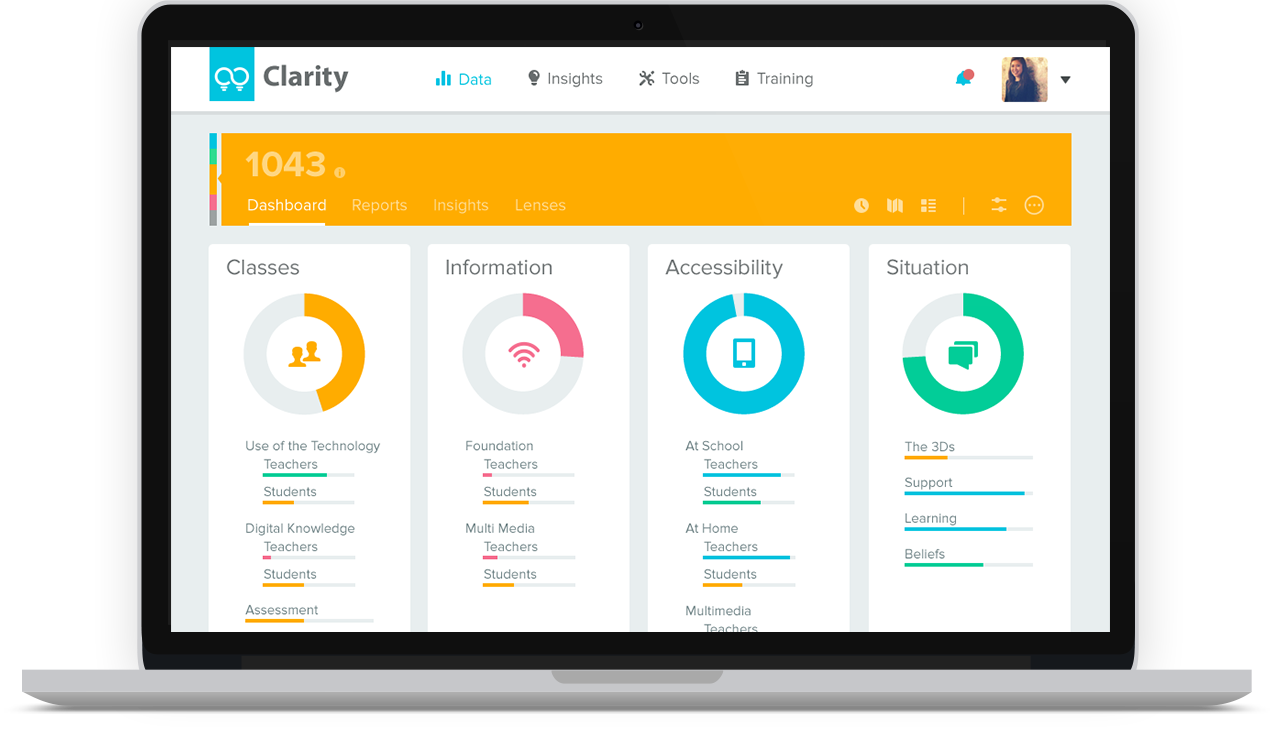 Clarity
Data
Insights
Tools
Training
1043
Dashboard
Reports
Insights
Lenses
Classes
Use of the Technology
Teachers
Students
Digital Knowledge
Teachers
Students
Assessment
Information
Foundation
Teachers
Students
Multi Media
Teachers
Students
Accessibility
At School
Teachers
Students
At Home
Teachers
Students
Multimedia
Teachers
Situation
The 3Ds
Support
Learning
Beliefs